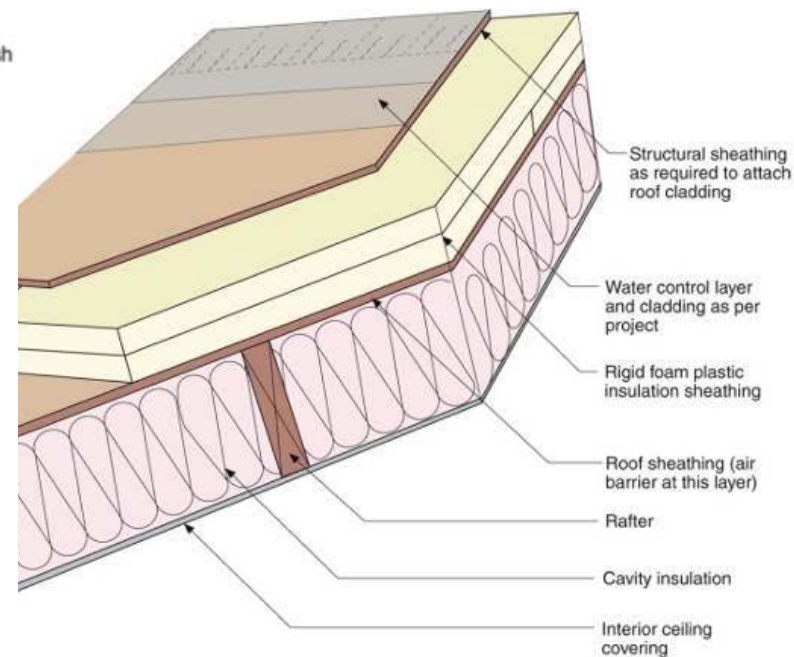 Structural sheathing
as required to attach
roof cladding
Water control layer
and cladding as per
project
Rigid foam plastic
insulation sheathing
Roof sheathing (air
barrier at this layer)
Rafter
Cavity insulation
Interior ceiling
covering